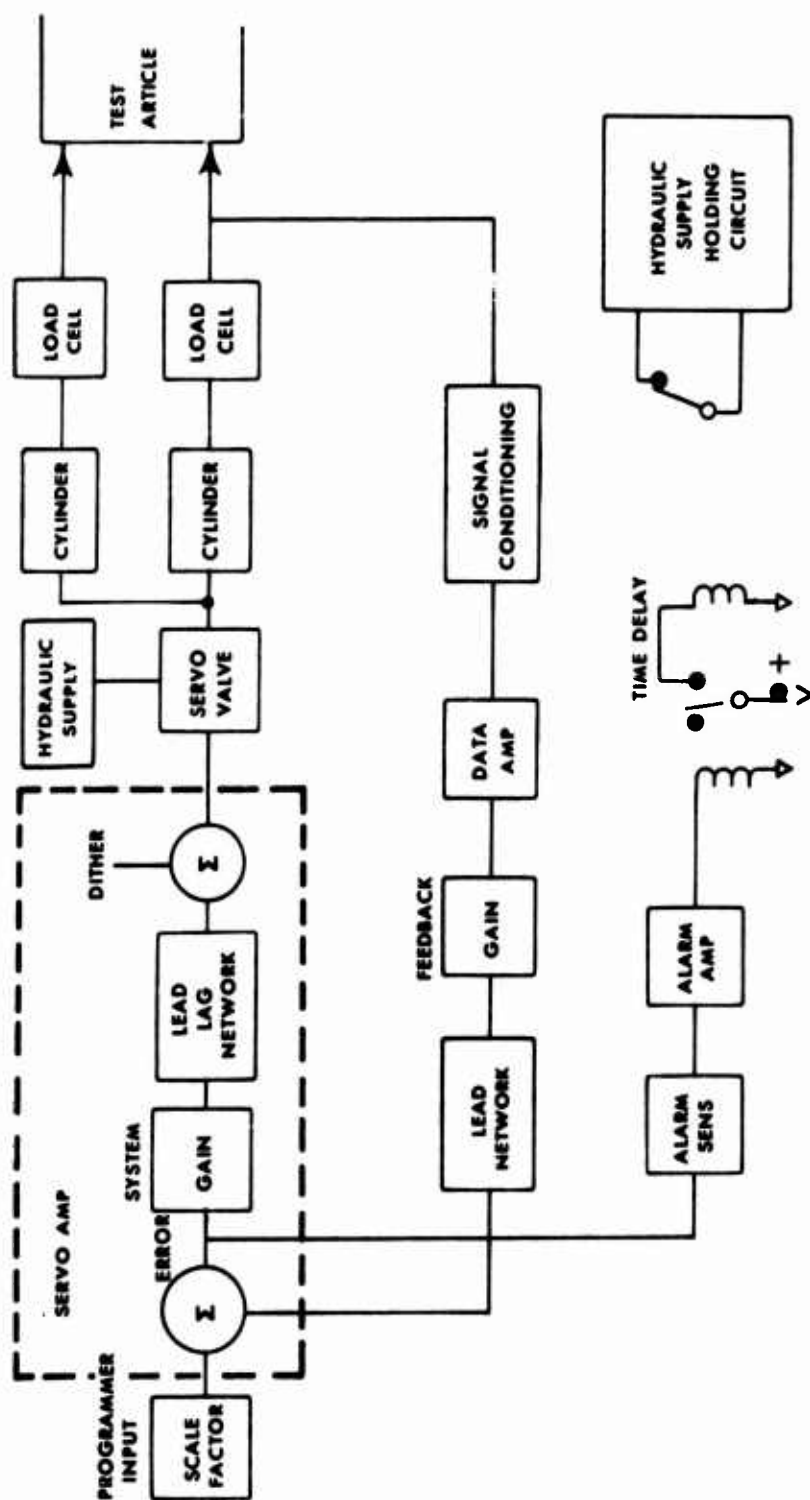 PROGRAMMER
INPUT
SCALE
FACTOR
SERVO AMP
Σ
ERROR
SYSTEM
GAIN
LEAD
LAG
NETWORK
DITHER
Σ
HYDRAULIC
SUPPLY
SERVO
VALVE
CYLINDER
CYLINDER
LOAD
CELL
LOAD
CELL
TEST
ARTICLE
LEAD
NETWORK
FEEDBACK
GAIN
DATA
AMP
SIGNAL
CONDITIONING
ALARM
SENS
ALARM
AMP
TIME DELAY
+
HYDRAULIC
SUPPLY
HOLDING
CIRCUIT